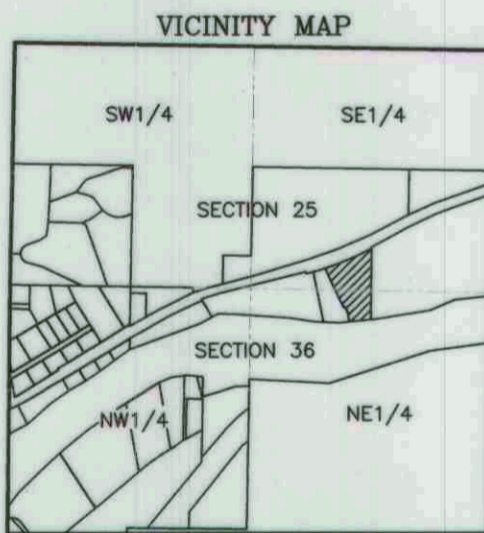 VICINITY MAP
SW1/4
SE1/4
SECTION 25
SECTION 36
NW1/4
NE1/4